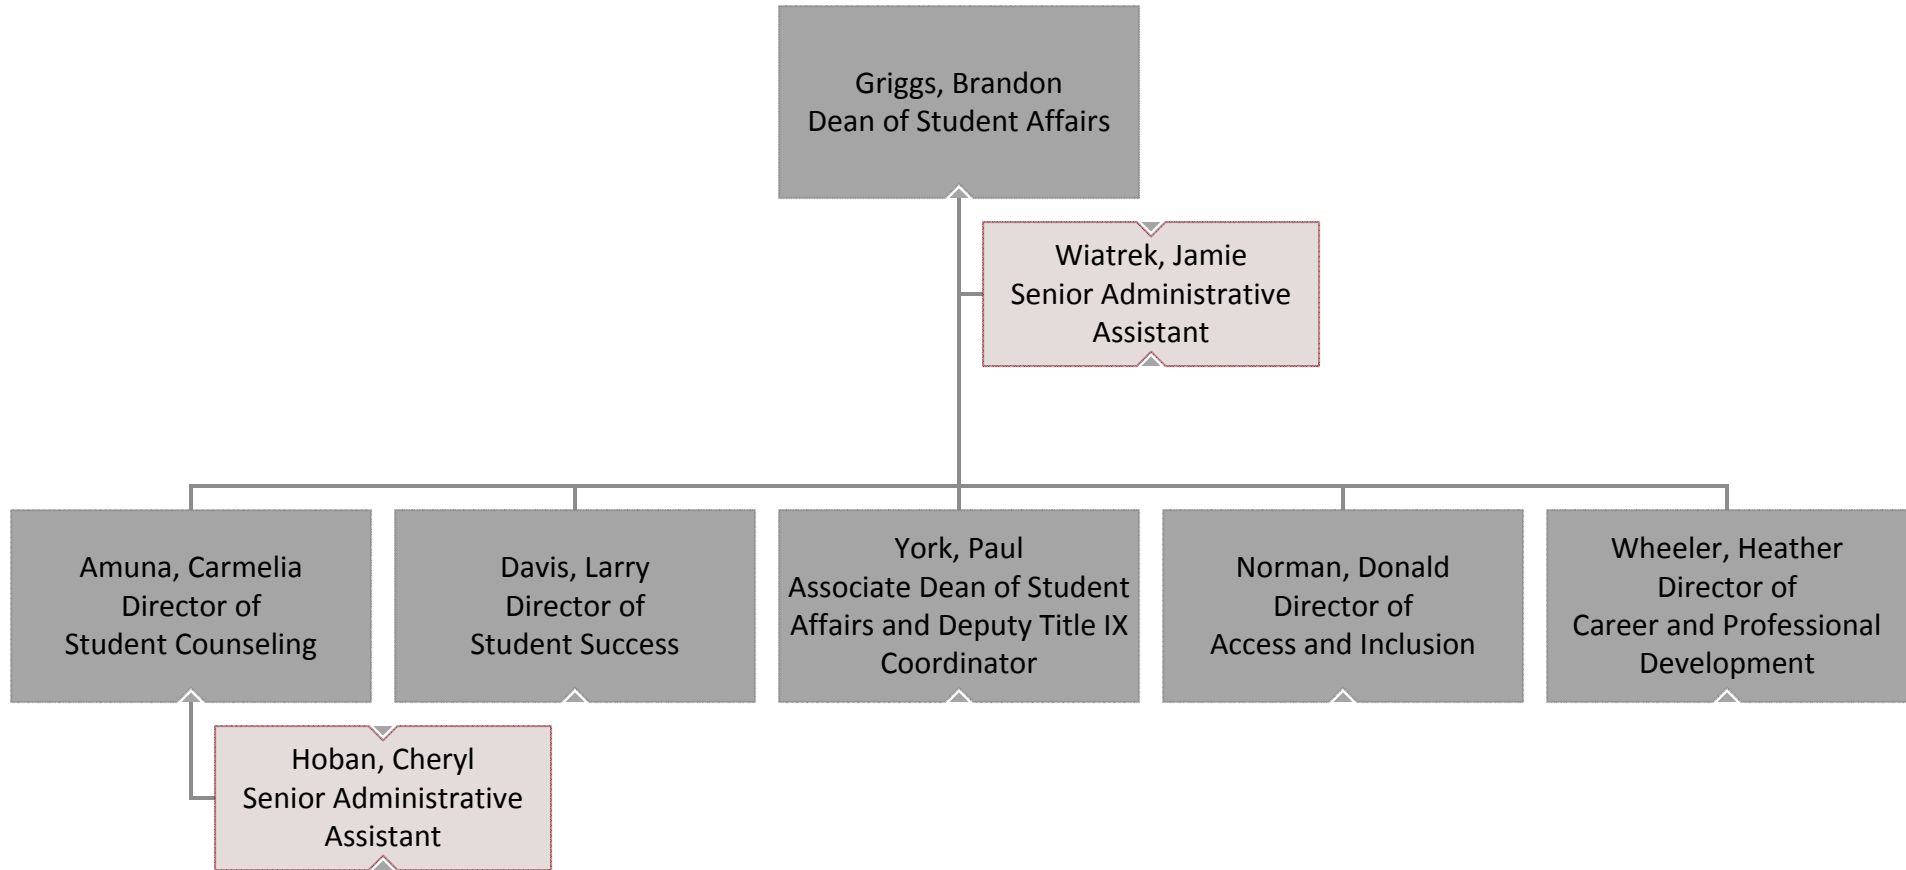 Griggs, Brandon
Dean of Student Affairs
Wiatrek, Jamie
Senior Administrative
Assistant
Amuna, Carmelia
Director of
Student Counseling
Davis, Larry
Director of
Student Success
York, Paul
Associate Dean of Student
Affairs and Deputy Title IX
Coordinator
Norman, Donald
Director of
Access and Inclusion
Wheeler, Heather
Director of
Career and Professional
Development
Hoban, Cheryl
Senior Administrative
Assistant